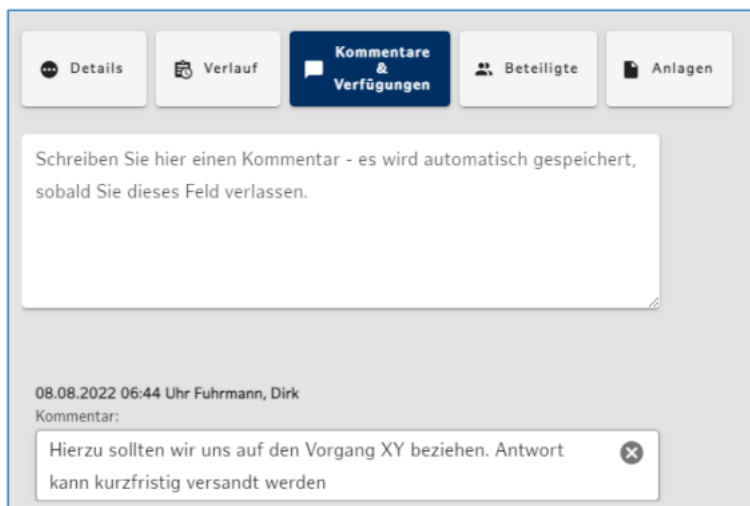 Details
Verlauf
Kommentare
&
Verfügungen
Beteiligte
Anlagen
Schreiben Sie hier einen Kommentar - es wird automatisch gespeichert,
sobald Sie dieses Feld verlassen.
08.08.2022 06:44 Uhr Fuhrmann, Dirk
Kommentar:
Hierzu sollten wir uns auf den Vorgang XY beziehen. Antwort
kann kurzfristig versandt werden